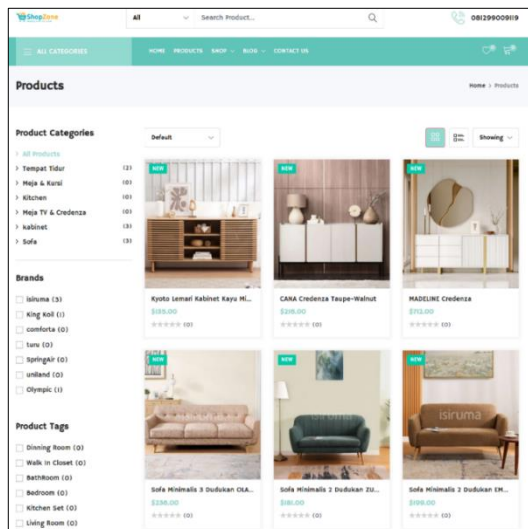 ShopZone
All
Search Product...
081299009119
ALL CATEGORIES
HOME PRODUCTS SHOP BLOG CONTACT US
Products
Home > Products
Product Categories
Default
Showing
> All Products
> Tempat Tidur (2)
> Meja & Kursi (0)
> Kitchen (0)
> Meja TV & Credenza (0)
> kabinet (3)
> Sofa (3)
Brands
isiruma (3)
King Koil (1)
comforta (0)
turu (0)
SpringAir (0)
uniland (0)
Olympic (1)
Product Tags
Dinning Room (0)
Walk In Closet (0)
BathRoom (0)
Bedroom (0)
Kitchen Set (0)
Living Room (0)
NEW
NEW
NEW
Kyoto Lemari Kabinet Kayu Mi...
CANA Credenza Taupe-Walnut
MADELINE Credenza
(0)
(0)
(0)
NEW
NEW
NEW
isiruma
isiruma
Sofa Minimalis 3 Dudukan OLA...
Sofa Minimalis 2 Dudukan ZU...
Sofa Minimalis 2 Dudukan EM...
(0)
(0)
(0)